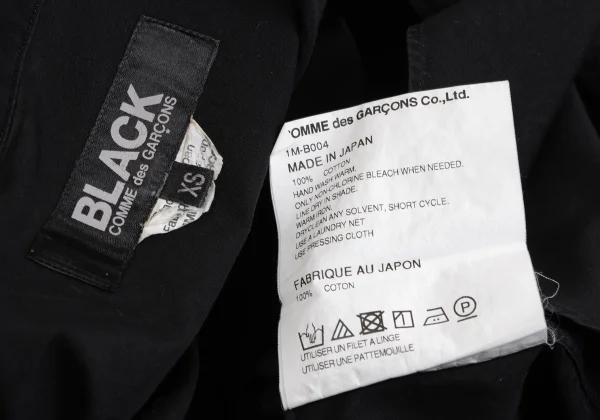 BLACK
COMME des GARÇONS
XS
OMME des GARÇONS Co.,Ltd.
1M-B004
MADE IN JAPAN
100% COTTON
HAND WASH WARM.
ONLY NON-CHLORINE BLEACH WHEN NEEDED.
LINE DRY IN SHADE.
WARM IRON.
DRYCLEAN ANY SOLVENT, SHORT CYCLE.
USE A LAUNDRY NET
USE PRESSING CLOTH
FABRIQUE AU JAPON
100% COTON
P
UTILISER UN FILET A LINGE
UTILISER UNE PATTEMOUILLE